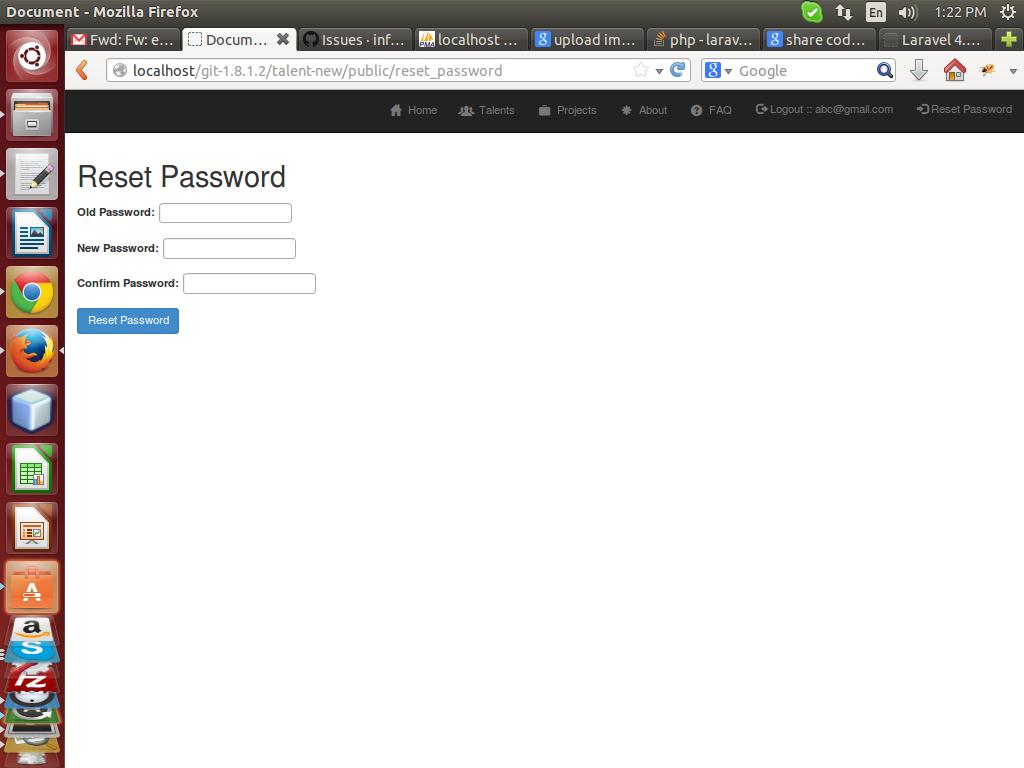 Document - Mozilla Firefox
En
1:22 PM
Fwd: Fw: e...
Docum...
Issues · inf...
localhost ...
upload im...
php - larav...
share cod...
Laravel 4....
localhost/git-1.8.1.2/talent-new/public/reset_password
Google
Home
Talents
Projects
About
FAQ
Logout :: abc@gmail.com
Reset Password
Reset Password
Old Password:
New Password:
Confirm Password:
Reset Password